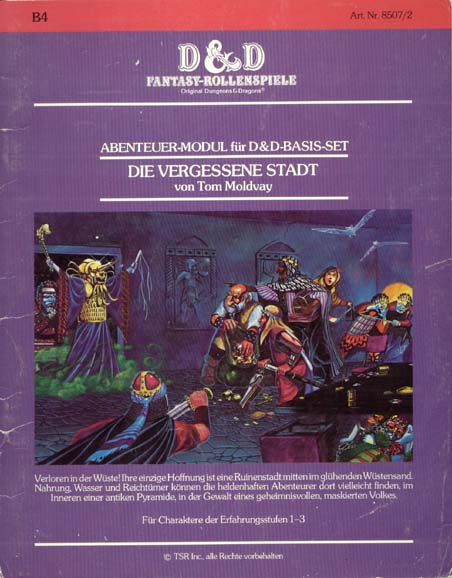 B4
Art. Nr. 8507/2
D&D
FANTASY-ROLLENSPIELE
Original Dungeons & Dragons®
ABENTEUER-MODUL für D&D-BASIS-SET
DIE VERGESSENE STADT
von Tom Moldvay
Verloren in der Wüste! Ihre einzige Hoffnung ist eine Ruinenstadt mitten im glühenden Wüstensand.
Nahrung, Wasser und Reichtümer können die heldenhaften Abenteurer dort vielleicht finden, im
Inneren einer antiken Pyramide, in der Gewalt eines geheimnisvollen, maskierten Volkes.
Für Charaktere der Erfahrungsstufen 1–3
© TSR Inc., alle Rechte vorbehalten